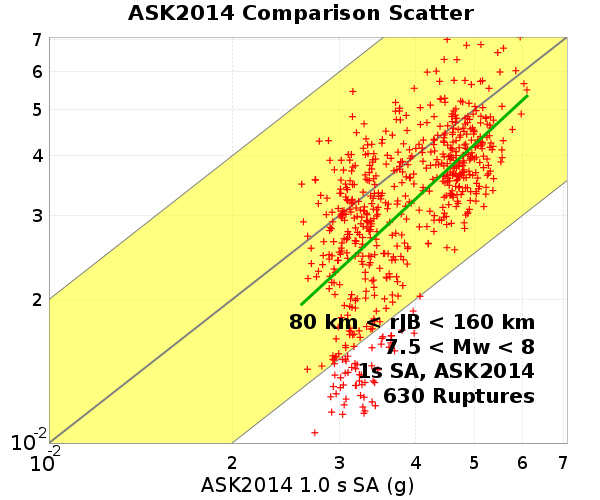 ASK2014 Comparison Scatter
7
6
5
4
3
2
10-2
80 km < rJB < 160 km
7.5 < Mw < 8
1s SA, ASK2014
630 Ruptures
10-2 2 3 4 5 6 7
ASK2014 1.0 s SA (g)